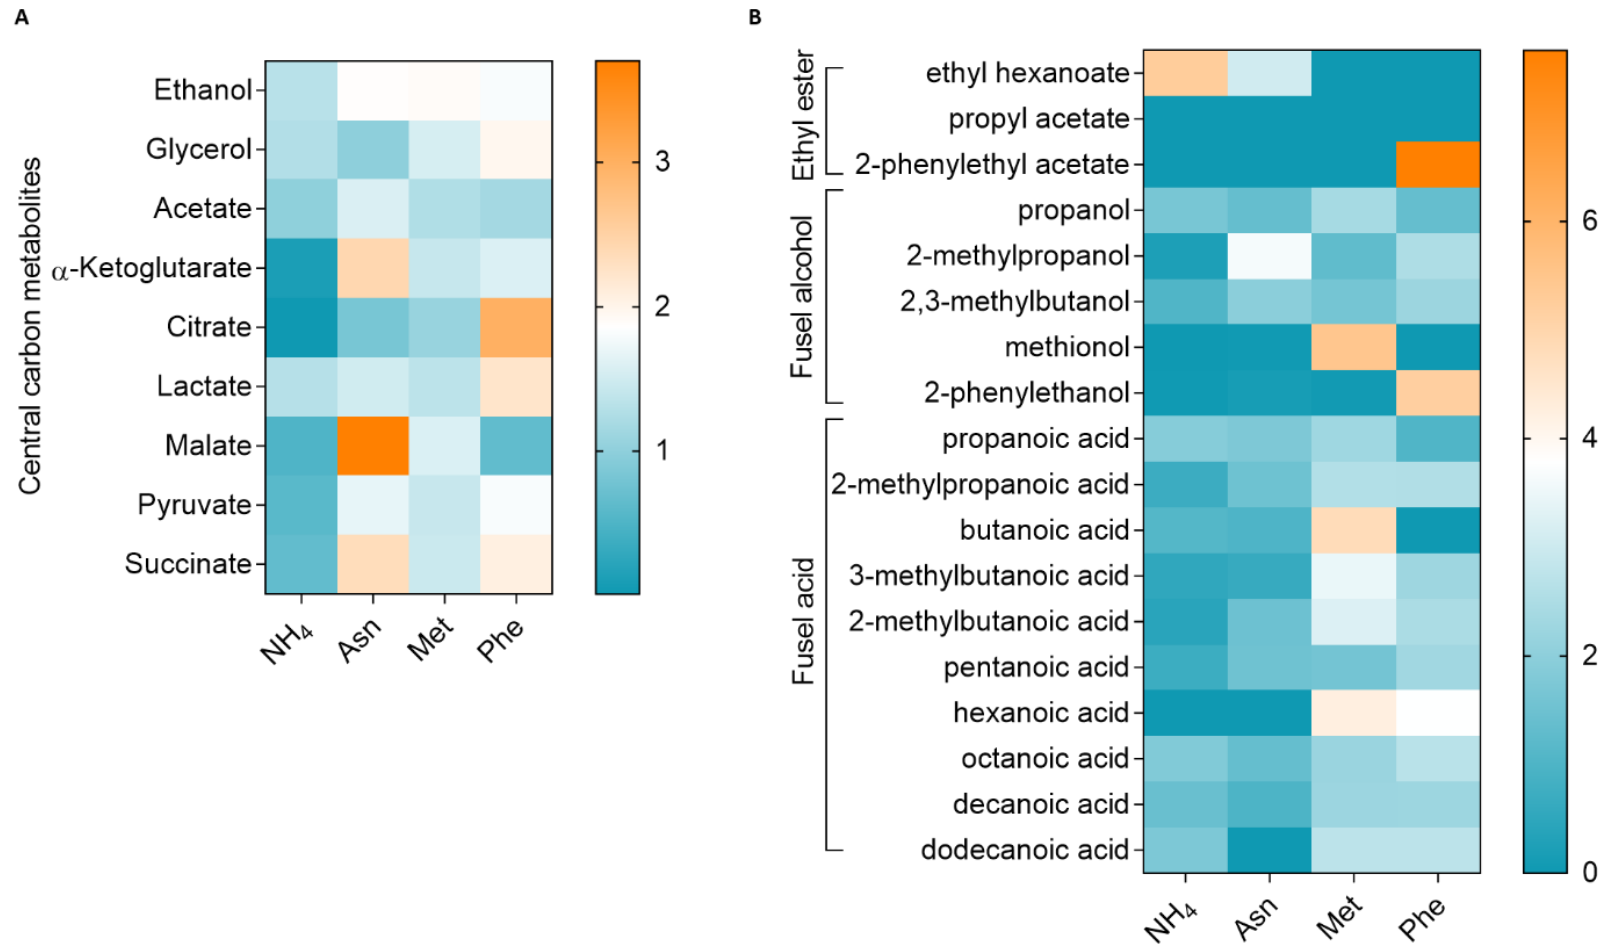 A
Central carbon metabolites
Ethanol
Glycerol
Acetate
α-Ketoglutarate
Citrate
Lactate
Malate
Pyruvate
Succinate
NH₄
Asn
Met
Phe
3
2
1
B
Ethyl ester
ethyl hexanoate
propyl acetate
2-phenylethyl acetate
Fusel alcohol
propanol
2-methylpropanol
2,3-methylbutanol
methionol
2-phenylethanol
Fusel acid
propanoic acid
2-methylpropanoic acid
butanoic acid
3-methylbutanoic acid
2-methylbutanoic acid
pentanoic acid
hexanoic acid
octanoic acid
decanoic acid
dodecanoic acid
NH₄
Asn
Met
Phe
6
4
2
0